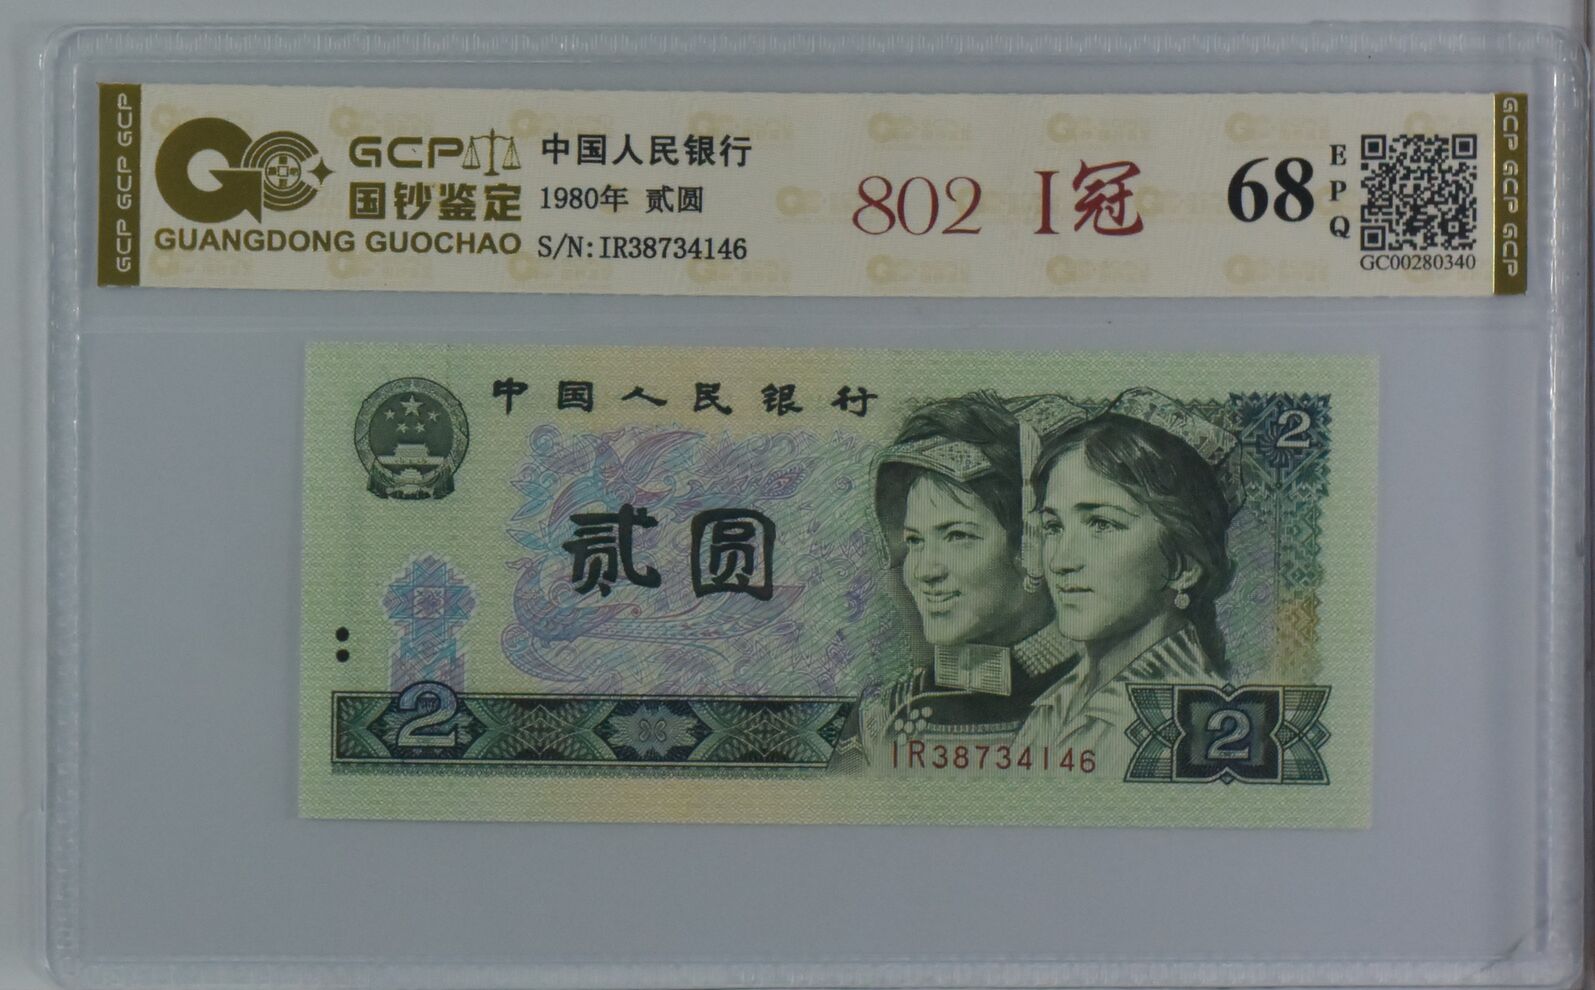 GCP GCP GCP
GCP
国钞鉴定
GUANGDONG GUOCHAO
中国人民银行
1980年 贰圆
S/N:IR38734146
802 I冠
68
EPQ
GC00280340
GCP GCP GCP
中国人民银行
2
贰圆
2
IR38734146
2